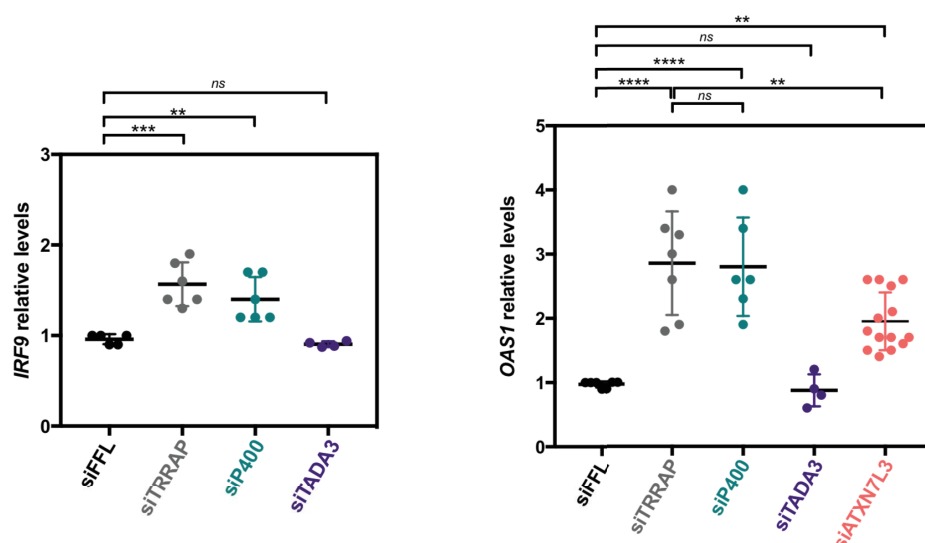 ns
**
***
3
2
1
0
IRF9 relative levels
siFFL
siTRRAP
siP400
siTADA3
**
ns
****
****
**
ns
5
4
3
2
1
0
OAS1 relative levels
siFFL
siTRRAP
siP400
siTADA3
siATXN7L3